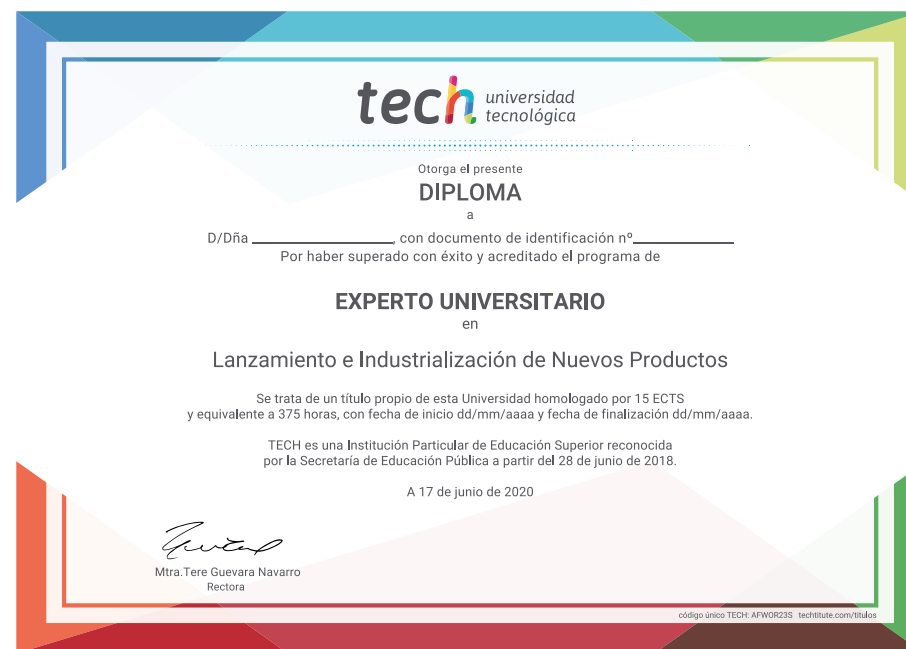 tech universidad
tecnológica
Otorga el presente
DIPLOMA
a
D/Dña ____________________, con documento de identificación nº______________
Por haber superado con éxito y acreditado el programa de
EXPERTO UNIVERSITARIO
en
Lanzamiento e Industrialización de Nuevos Productos
Se trata de un título propio de esta Universidad homologado por 15 ECTS
y equivalente a 375 horas, con fecha de inicio dd/mm/aaaa y fecha de finalización dd/mm/aaaa.
TECH es una Institución Particular de Educación Superior reconocida
por la Secretaría de Educación Pública a partir del 28 de junio de 2018.
A 17 de junio de 2020
Mtra.Tere Guevara Navarro
Rectora
código único TECH: AFWOR23S techtitute.com/titulos